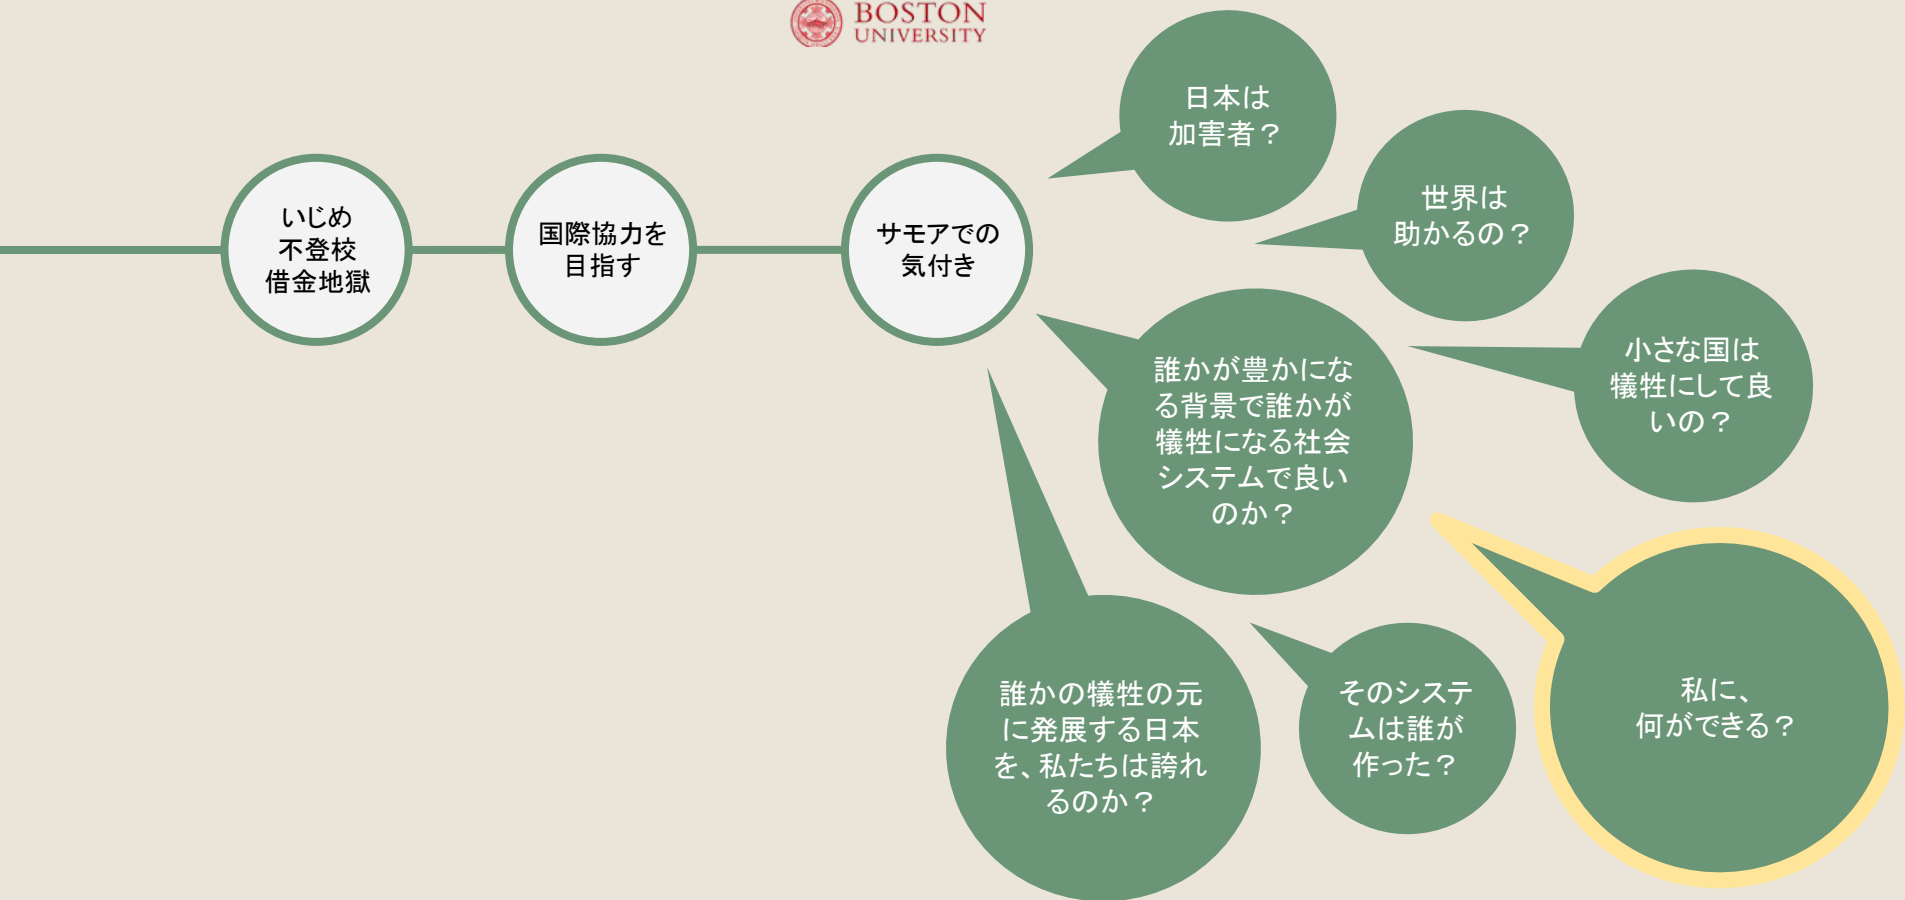 BOSTON
UNIVERSITY
いじめ
不登校
借金地獄
国際協力を
目指す
サモアでの
気付き
日本は
加害者？
世界は
助かるの？
小さな国は
犠牲にして良
いの？
誰かが豊かにな
る背景で誰かが
犠牲になる社会
システムで良い
のか？
誰かの犠牲の元
に発展する日本
を、私たちは誇れ
るのか？
そのシステ
ムは誰が
作った？
私に、
何ができる？